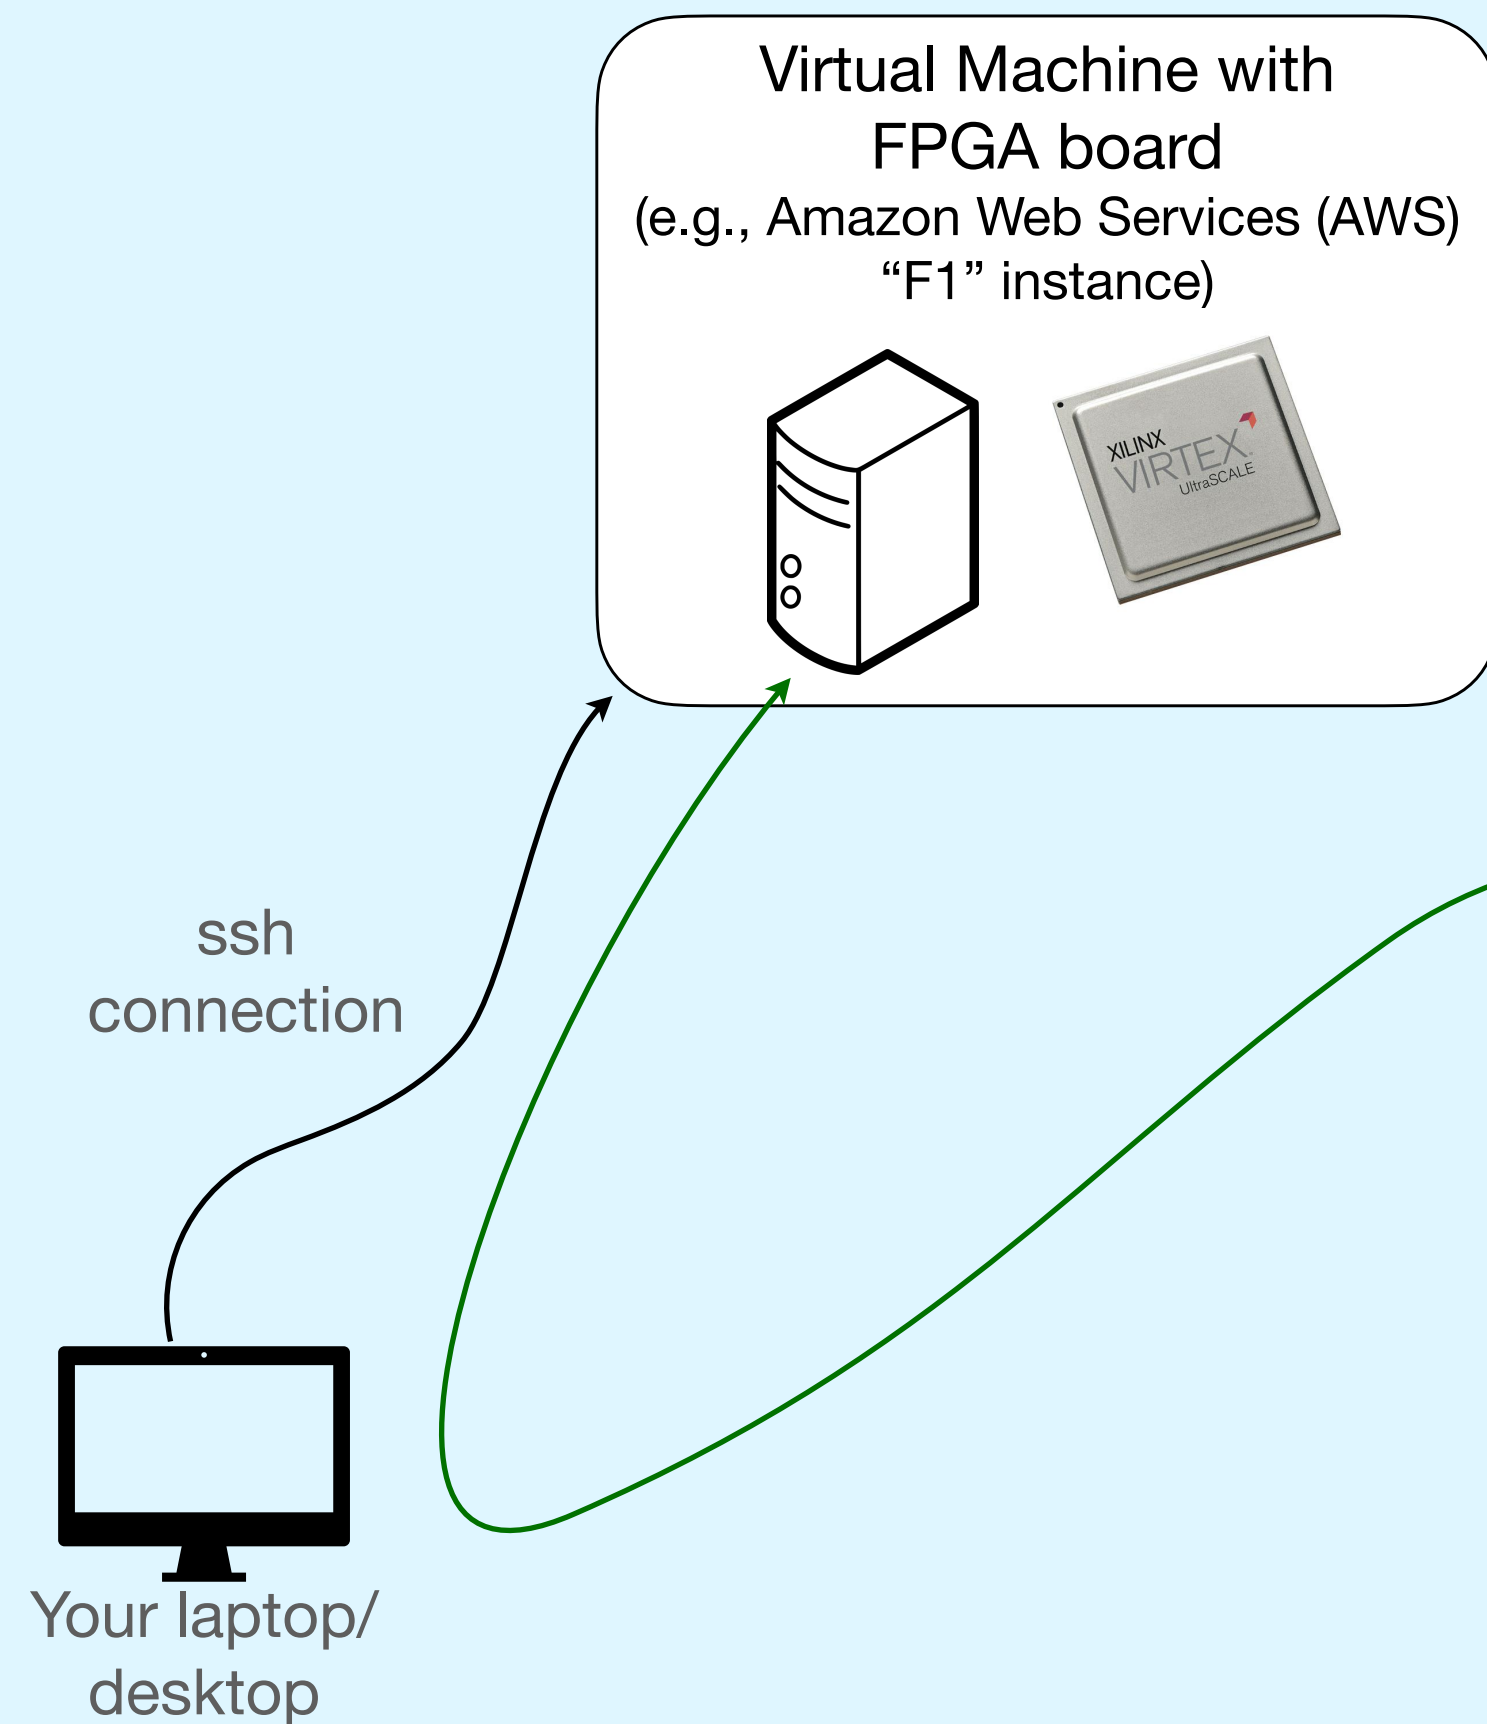 Virtual Machine with
FPGA board
(e.g., Amazon Web Services (AWS)
“F1” instance)
XILINX
VIRTEX
UltraSCALE
ssh
connection
Your laptop/
desktop